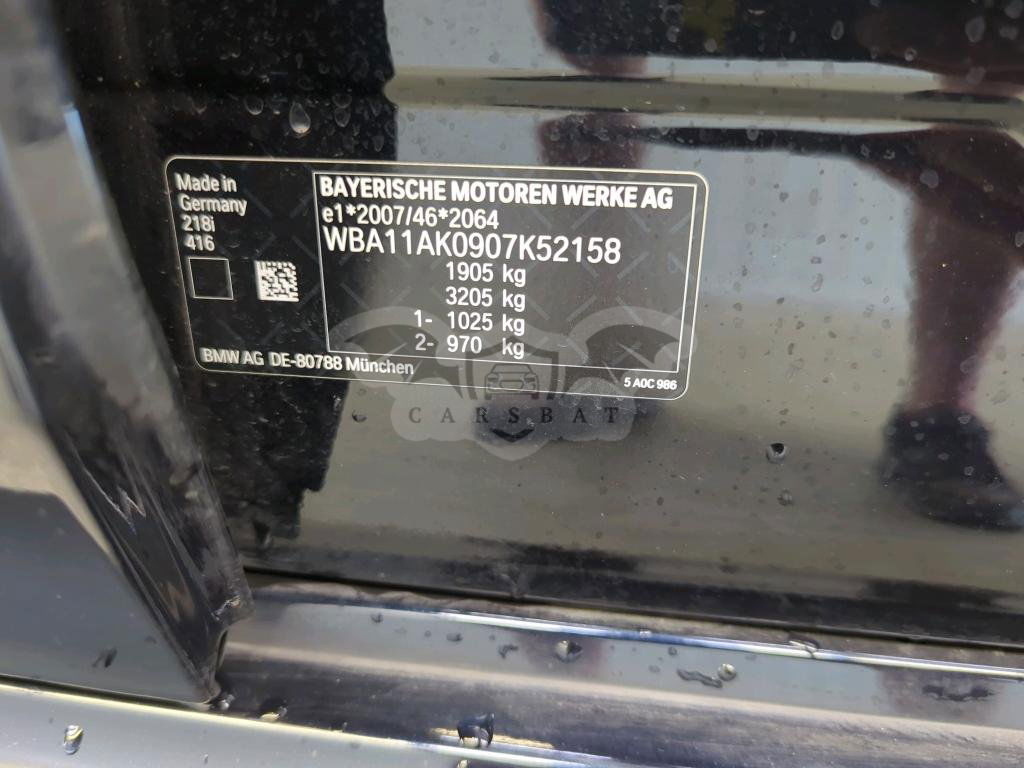 Made in
Germany
218i
416
BAYERISCHE MOTOREN WERKE AG
e1*2007/46*2064
WBA11AK0907K52158
1905 kg
3205 kg
1- 1025 kg
2- 970 kg
BMW AG DE-80788 München
5 A0C 986
CARSBAT